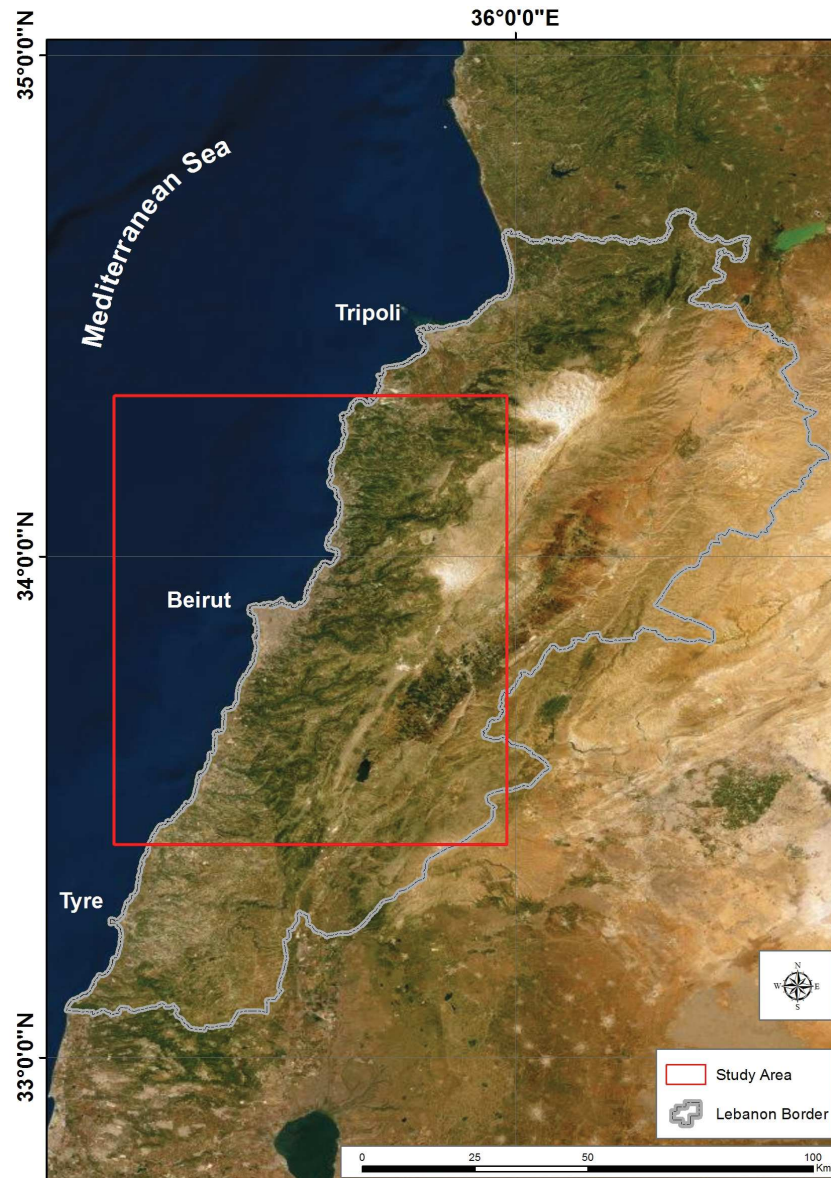 36°0'0"E
35°0'0"N
Mediterranean Sea
Tripoli
34°0'0"N
Beirut
Tyre
N
W E
S
33°0'0"N
Study Area
Lebanon Border
0 25 50 100
Km